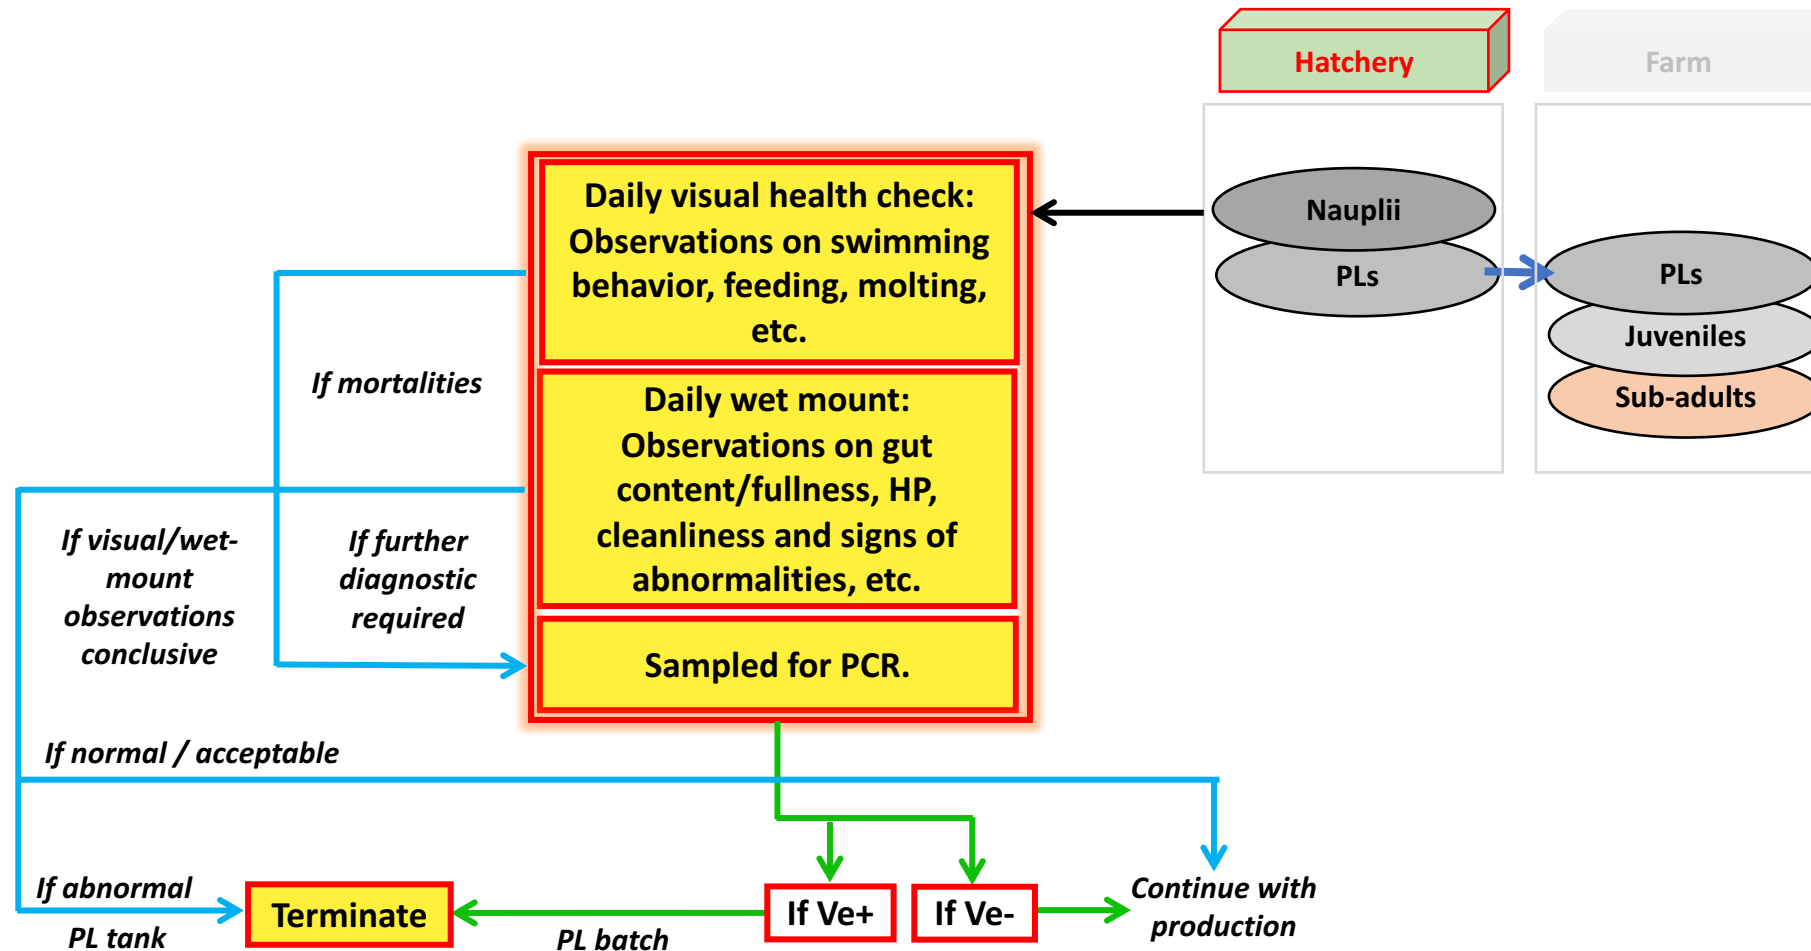 Hatchery
Farm
Nauplii
PLs
PLs
Juveniles
Sub-adults
Daily visual health check:
Observations on swimming
behavior, feeding, molting,
etc.
Daily wet mount:
Observations on gut
content/fullness, HP,
cleanliness and signs of
abnormalities, etc.
Sampled for PCR.
If mortalities
If visual/wet-
mount
observations
conclusive
If further
diagnostic
required
If normal / acceptable
If abnormal
PL tank
Terminate
PL batch
If Ve+
If Ve-
Continue with
production